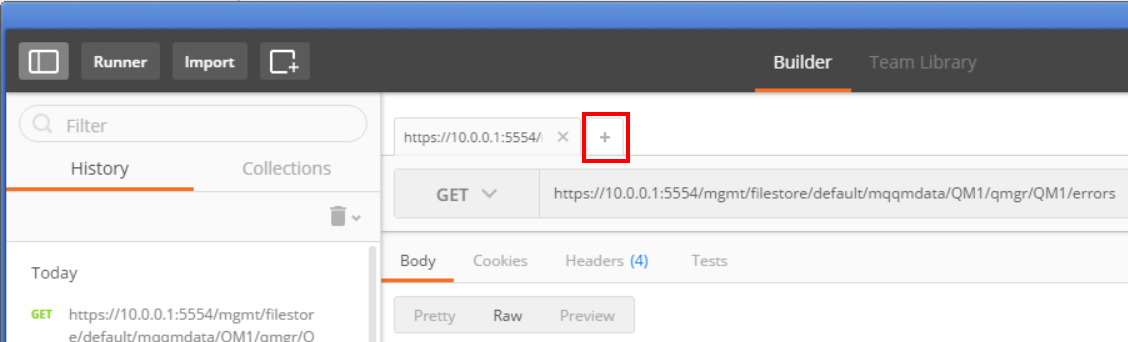 Runner Import Builder Team Library
Filter
https://10.0.0.1:5554/
History Collections
GET https://10.0.0.1:5554/mgmt/filestore/default/mqqmdata/QM1/qmgr/QM1/errors
Body Cookies Headers (4) Tests
Today
GET https://10.0.0.1:5554/mgmt/filestor
e/default/mqqmdata/QM1/qmgr/Q
Pretty Raw Preview